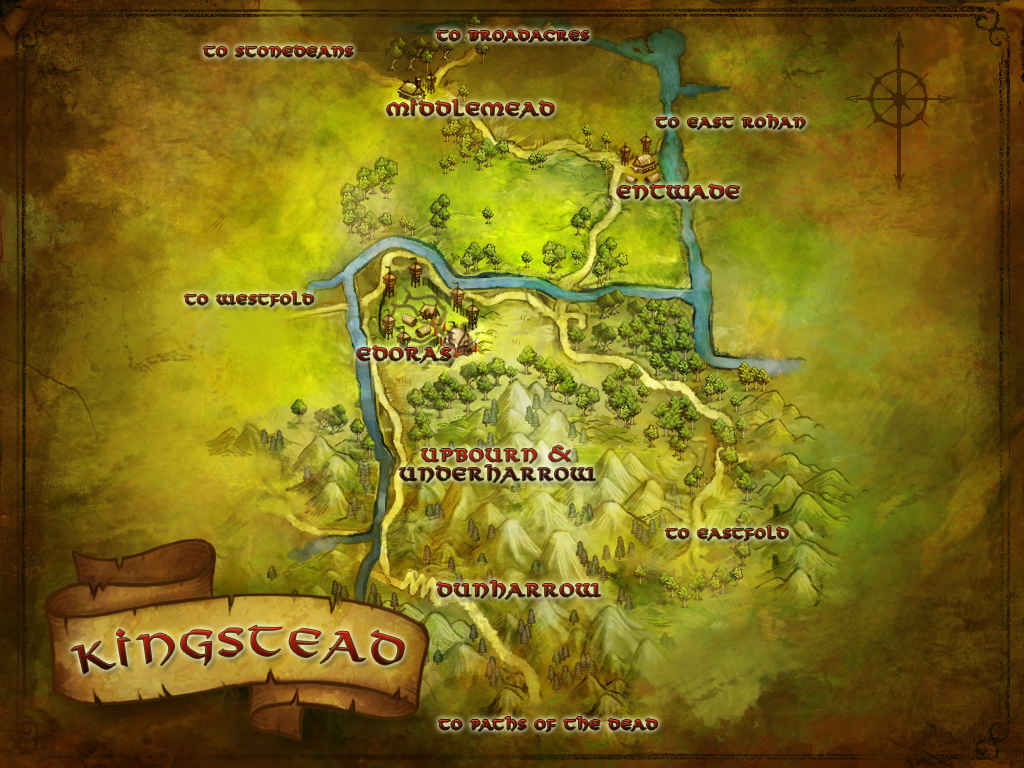 TO BROADACRES
TO STONEDEANS
MIDDLEMEAD
TO EAST ROHAN
ENTWADE
TO WESTFOLD
EDORAS
UPBOURN &
UNDERHARROW
TO EASTFOLD
DUNHARROW
KINGSTEAD
TO PATHS OF THE DEAD